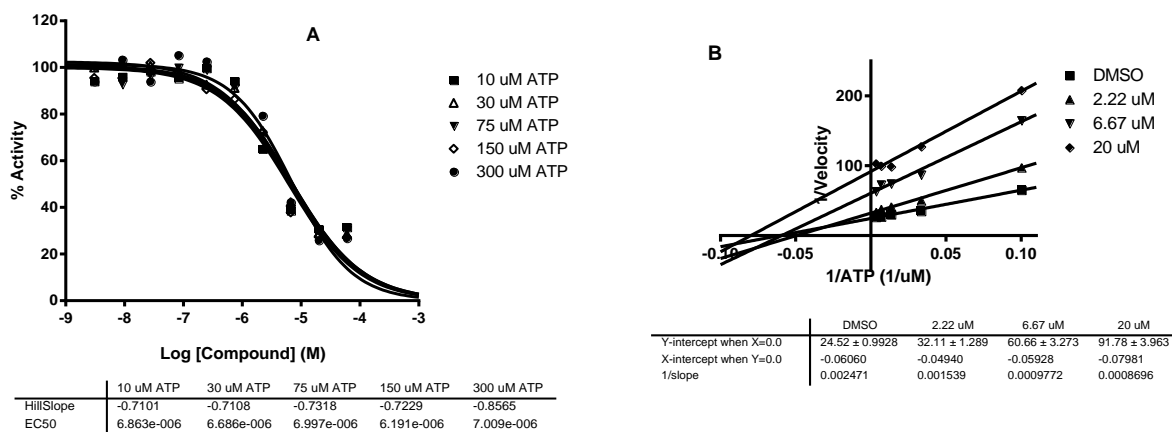 A
120
100
80
60
40
20
0
% Activity
-9 -8 -7 -6 -5 -4 -3
Log [Compound] (M)
10 uM ATP
30 uM ATP
75 uM ATP
150 uM ATP
300 uM ATP
10 uM ATP 30 uM ATP 75 uM ATP 150 uM ATP 300 uM ATP
HillSlope -0.7101 -0.7108 -0.7318 -0.7229 -0.8565
EC50 6.863e-006 6.686e-006 6.997e-006 6.191e-006 7.009e-006
B
200
100
1/Velocity
-0.10 -0.05 0.05 0.10
1/ATP (1/uM)
DMSO
2.22 uM
6.67 uM
20 uM
DMSO 2.22 uM 6.67 uM 20 uM
Y-intercept when X=0.0 24.52 ± 0.9928 32.11 ± 1.289 60.66 ± 3.273 91.78 ± 3.963
X-intercept when Y=0.0 -0.06060 -0.04940 -0.05928 -0.07981
1/slope 0.002471 0.001539 0.0009772 0.0008696